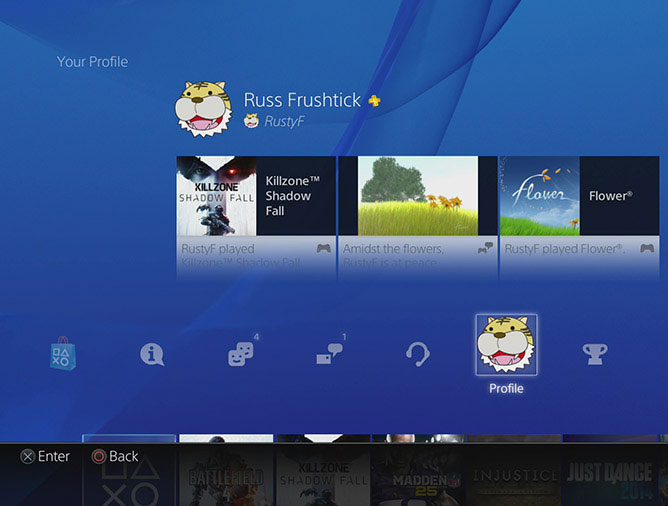 Your Profile
Russ Frushtick
RustyF
KILLZONE
SHADOW FALL
Killzone™
Shadow
Fall
flower
Flower®
RustyF played
Killzone™ Shadow Fall.
Amidst the flowers,
RustyF is at peace.
RustyF played Flower®.
4
1
Profile
Enter
Back
BATTLEFIELD
KILLZONE
SHADOW FALL
MADDEN
NFL
25
INJUSTICE
JUST DANCE
2014